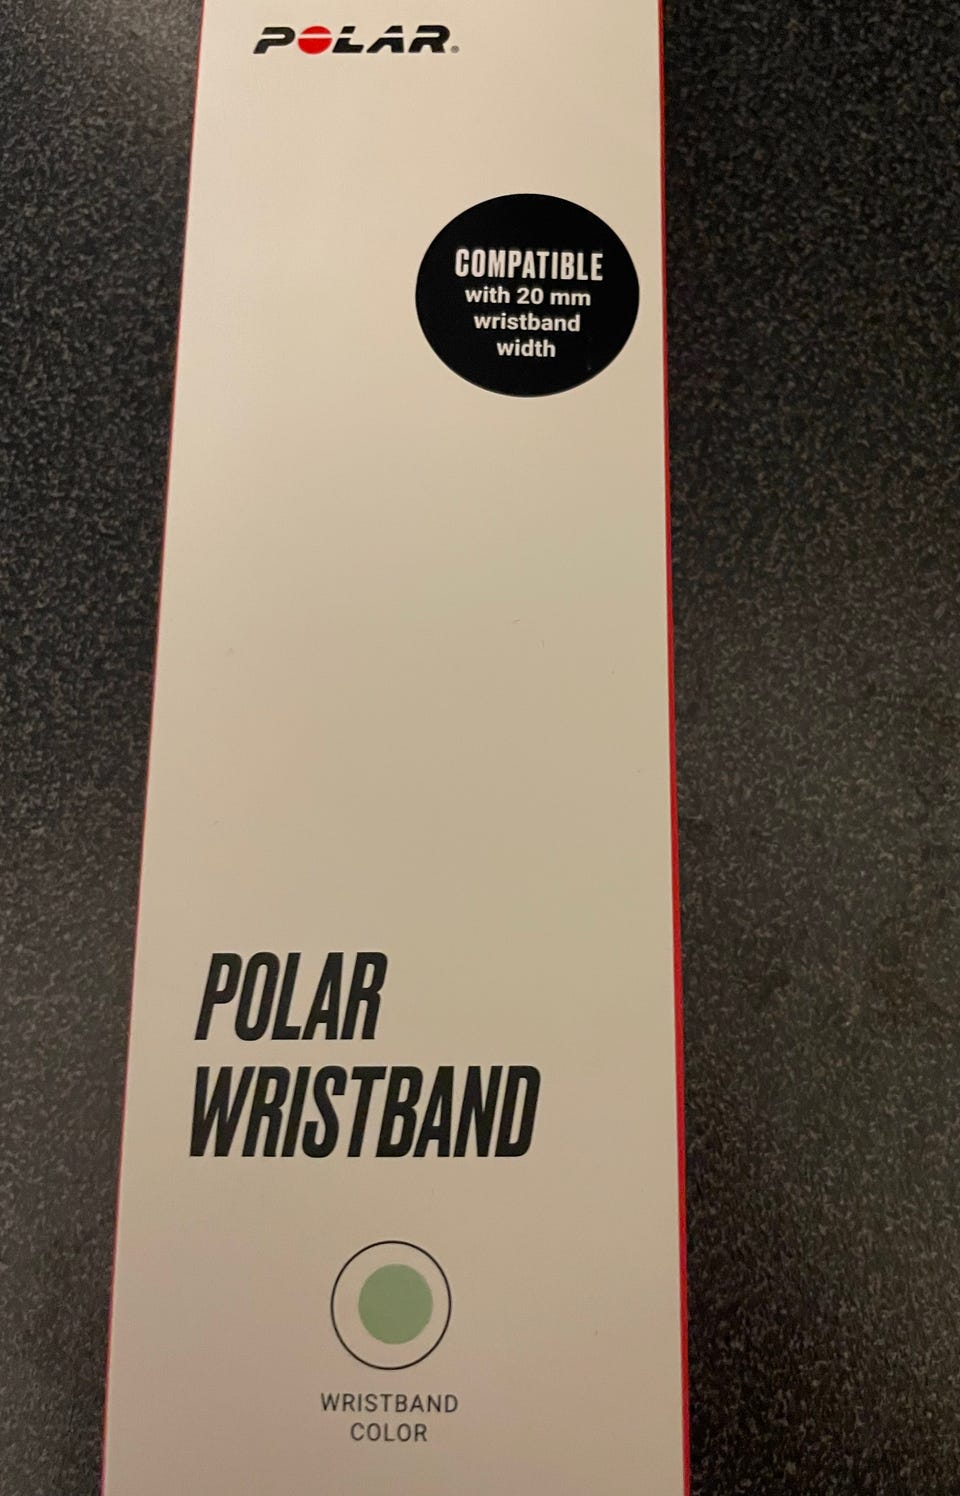 POLAR®
COMPATIBLE
with 20 mm
wristband
width
POLAR
WRISTBAND
WRISTBAND
COLOR